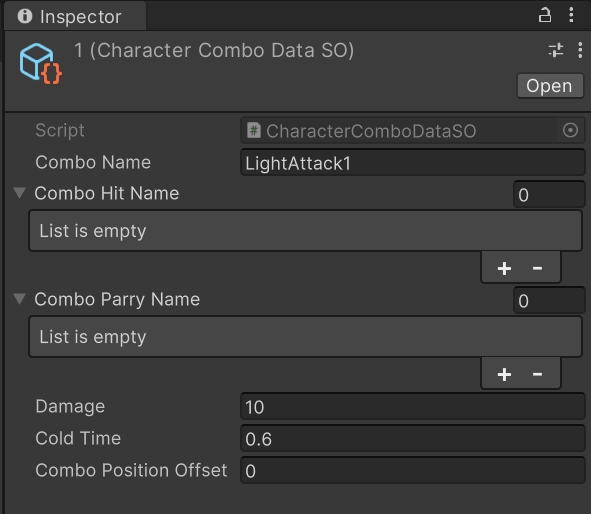 Inspector
1 (Character Combo Data SO)
Open
Script # CharacterComboDataSO
Combo Name LightAttack1
Combo Hit Name 0
List is empty
+ -
Combo Parry Name 0
List is empty
+ -
Damage 10
Cold Time 0.6
Combo Position Offset 0